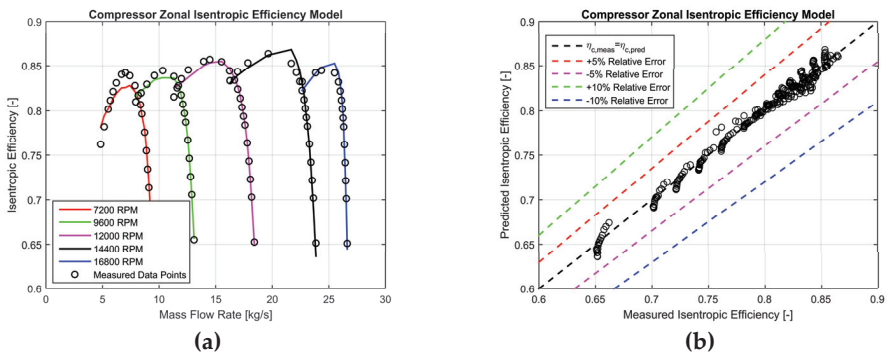 Compressor Zonal Isentropic Efficiency Model
0.9
0.85
0.8
0.75
0.7
0.65
0.6
Isentropic Efficiency [-]
7200 RPM
9600 RPM
12000 RPM
14400 RPM
16800 RPM
Measured Data Points
0 5 10 15 20 25 30
Mass Flow Rate [kg/s]
(a)
Compressor Zonal Isentropic Efficiency Model
0.9
0.85
0.8
0.75
0.7
0.65
0.6
Predicted Isentropic Efficiency [-]
η_c,meas=η_c,pred
+5% Relative Error
-5% Relative Error
+10% Relative Error
-10% Relative Error
0.6 0.65 0.7 0.75 0.8 0.85 0.9
Measured Isentropic Efficiency [-]
(b)